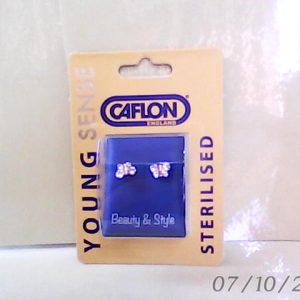 YOUNG SENSE
CAFLON
ENGLAND
STERILISED
Beauty & Style
07/10/2